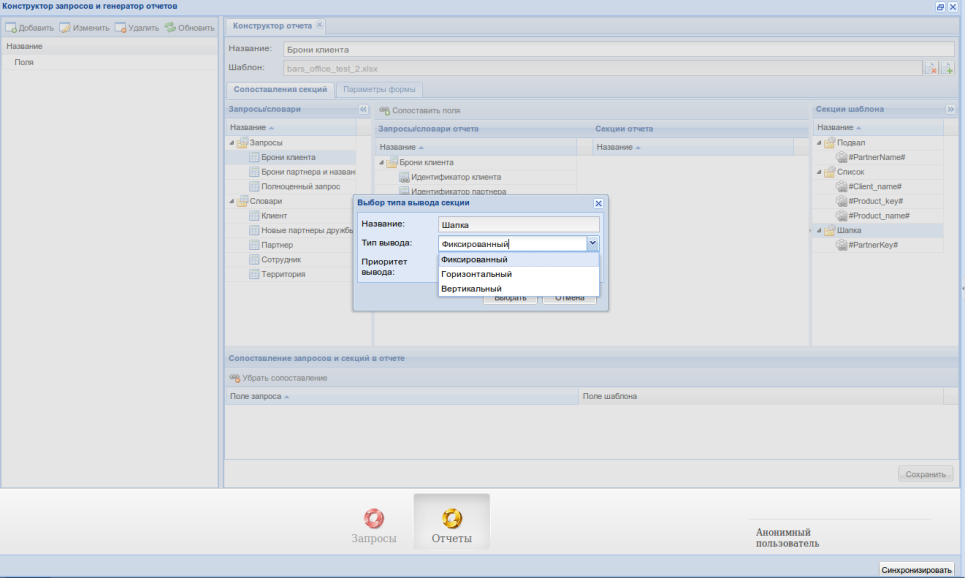 Конструктор запросов и генератор отчетов
Добавить Изменить Удалить Обновить
Название
Поля
Конструктор отчета
Название: Брони клиента
Шаблон: bars_office_test_2.xlsx
Сопоставления секций Параметры формы
Запросы/словари
Название
Запросы
Брони клиента
Брони партнера и назван
Полноценный запрос
Словари
Клиент
Новые партнеры дружбы
Партнер
Сотрудник
Территория
Сопоставить поля
Запросы/словари отчета Секции отчета
Название Название
Брони клиента
Идентификатор клиента
Идентификатор партнера
Секции шаблона
Название
Подвал
#PartnerName#
Список
#Client_name#
#Product_key#
#Product_name#
Шапка
#PartnerKey#
Выбор типа вывода секции
Название: Шапка
Тип вывода: Фиксированный
Приоритет
вывода:
Фиксированный
Горизонтальный
Вертикальный
Выбрать Отмена
Сопоставление запросов и секций в отчете
Убрать сопоставление
Поле запроса Поле шаблона
Сохранить
Запросы Отчеты
Анонимный
пользователь
Синхронизировать